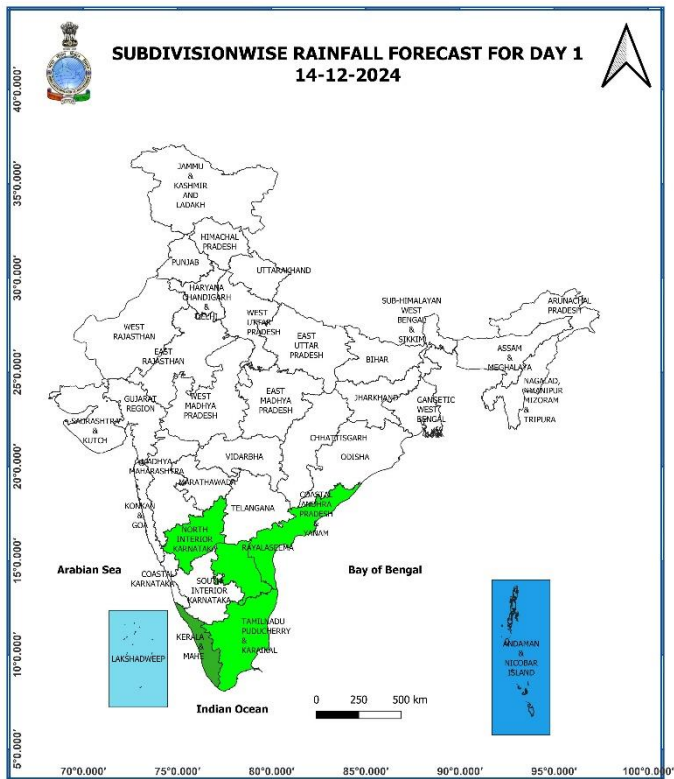 SUBDIVISIONWISE RAINFALL FORECAST FOR DAY 1
14-12-2024
40°0.000'
35°0.000'
30°0.000'
25°0.000'
20°0.000'
15°0.000'
10°0.000'
5°0.000'
JAMMU
&
KASHMIR
AND
LADAKH
HIMACHAL
PRADESH
PUNJAB
UTTARAKHAND
HARYANA
CHANDIGARH
&
DELHI
WEST
UTTAR
PRADESH
SUB-HIMALAYAN
WEST
BENGAL
&
SIKKIM
ARUNACHAL
PRADESH
WEST
RAJASTHAN
EAST
RAJASTHAN
EAST
UTTAR
PRADESH
BIHAR
ASSAM
&
MEGHALAYA
NAGALAD,
MANIPUR
MIZORAM
&
TRIPURA
GUJARAT
REGION
SAURASHTRA
&
KUTCH
WEST
MADHYA
PRADESH
EAST
MADHYA
PRADESH
JHARKHAND
GANGETIC
WEST
BENGAL
CHHATTISGARH
ODISHA
VIDARBHA
MADHYA
MAHARASHTRA
MARATHAWADA
KONKAN
&
GOA
TELANGANA
COASTAL
ANDHRA
PRADESH
&
YANAM
NORTH
INTERIOR
KARNATAKA
RAYALASEEMA
Arabian Sea
Bay of Bengal
COASTAL
KARNATAKA
SOUTH
INTERIOR
KARNATAKA
TAMILNADU
PUDUCHERRY
&
KARAIKAL
KERALA
&
MAHE
LAKSHADWEEP
ANDAMAN
&
NICOBAR
ISLAND
Indian Ocean
0 250 500 km
70°0.000' 75°0.000' 80°0.000' 85°0.000' 90°0.000' 95°0.000' 100°0.000'